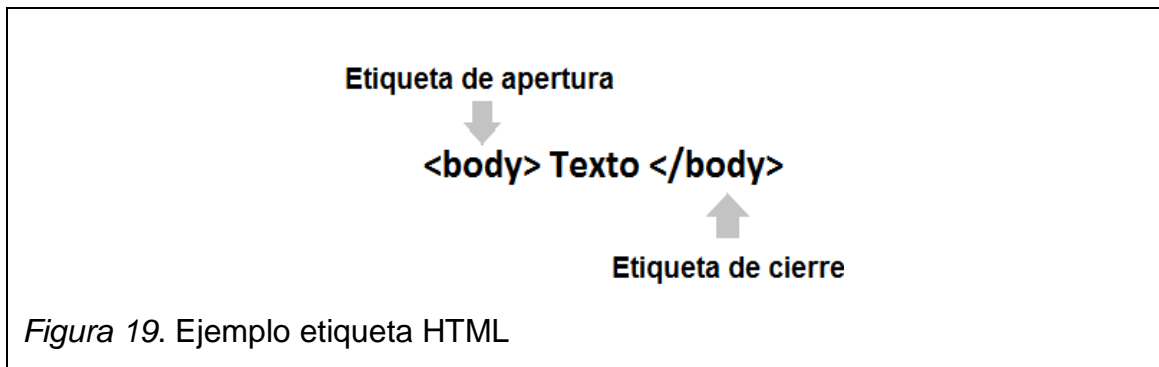 Etiqueta de apertura
<body> Texto </body>
Etiqueta de cierre
Figura 19. Ejemplo etiqueta HTML